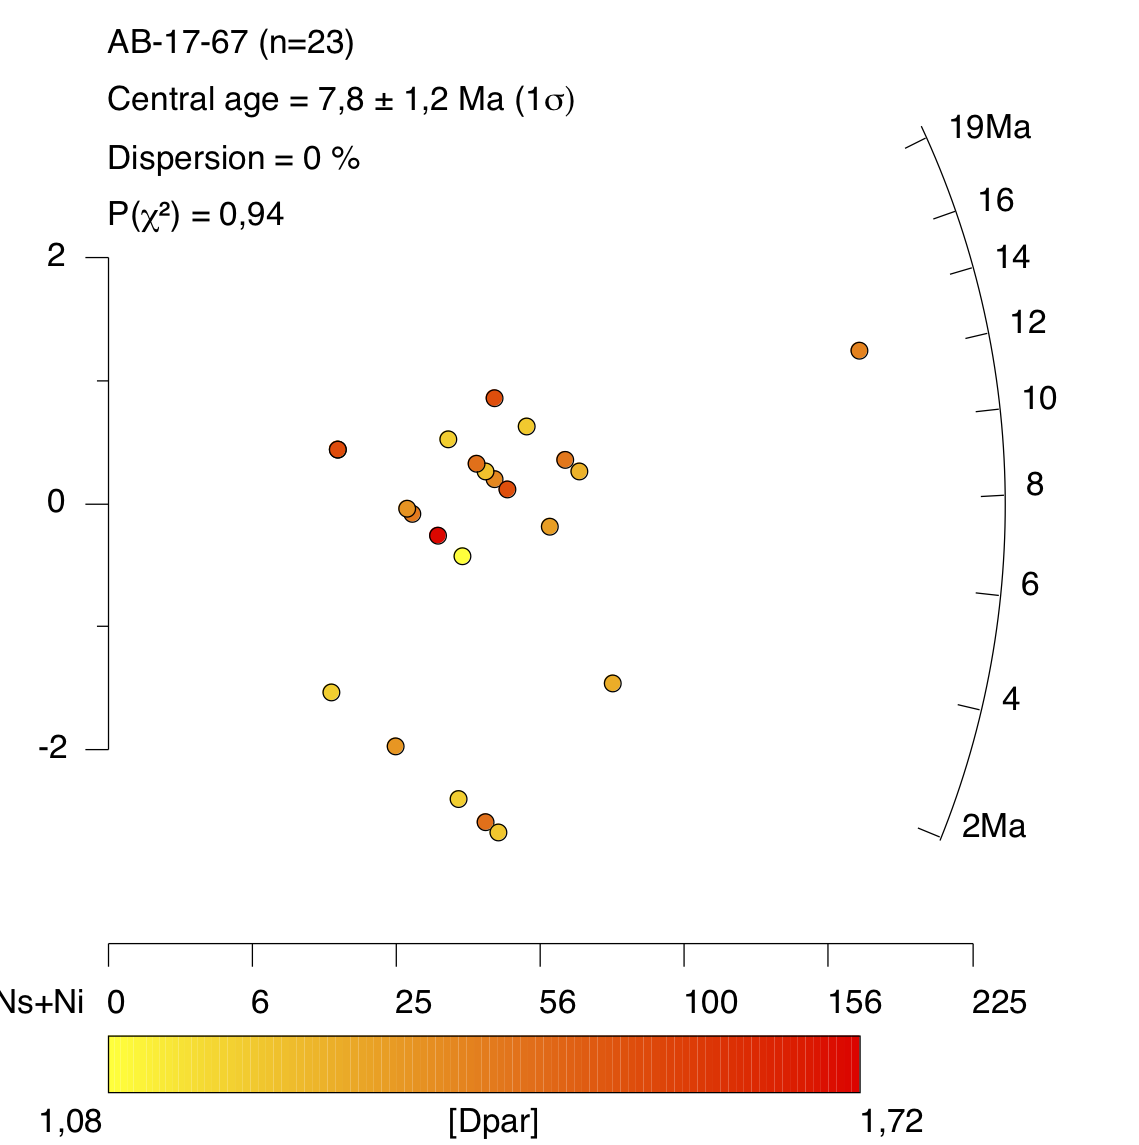 AB-17-67 (n=23)
Central age = 7,8 ± 1,2 Ma (1σ)
Dispersion = 0 %
P(χ²) = 0,94
2
0
-2
19Ma
16
14
12
10
8
6
4
2Ma
Ns+Ni 0 6 25 56 100 156 225
1,08 [Dpar] 1,72